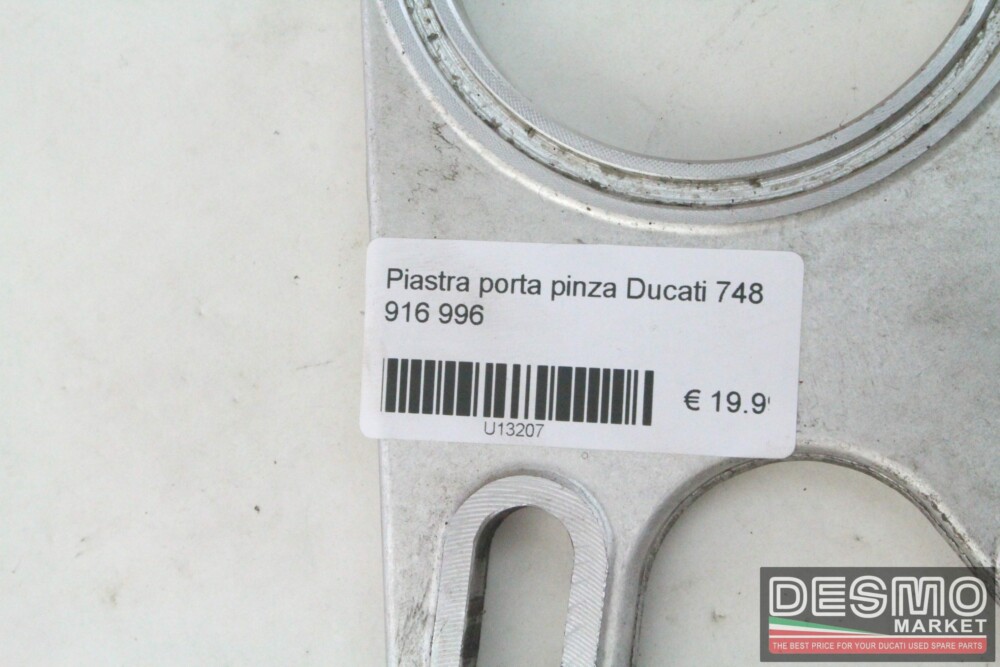 Piastra porta pinza Ducati 748
916 996
€ 19.9
U13207
DESMO
MARKET
THE BEST PRICE FOR YOUR DUCATI USED SPARE PARTS